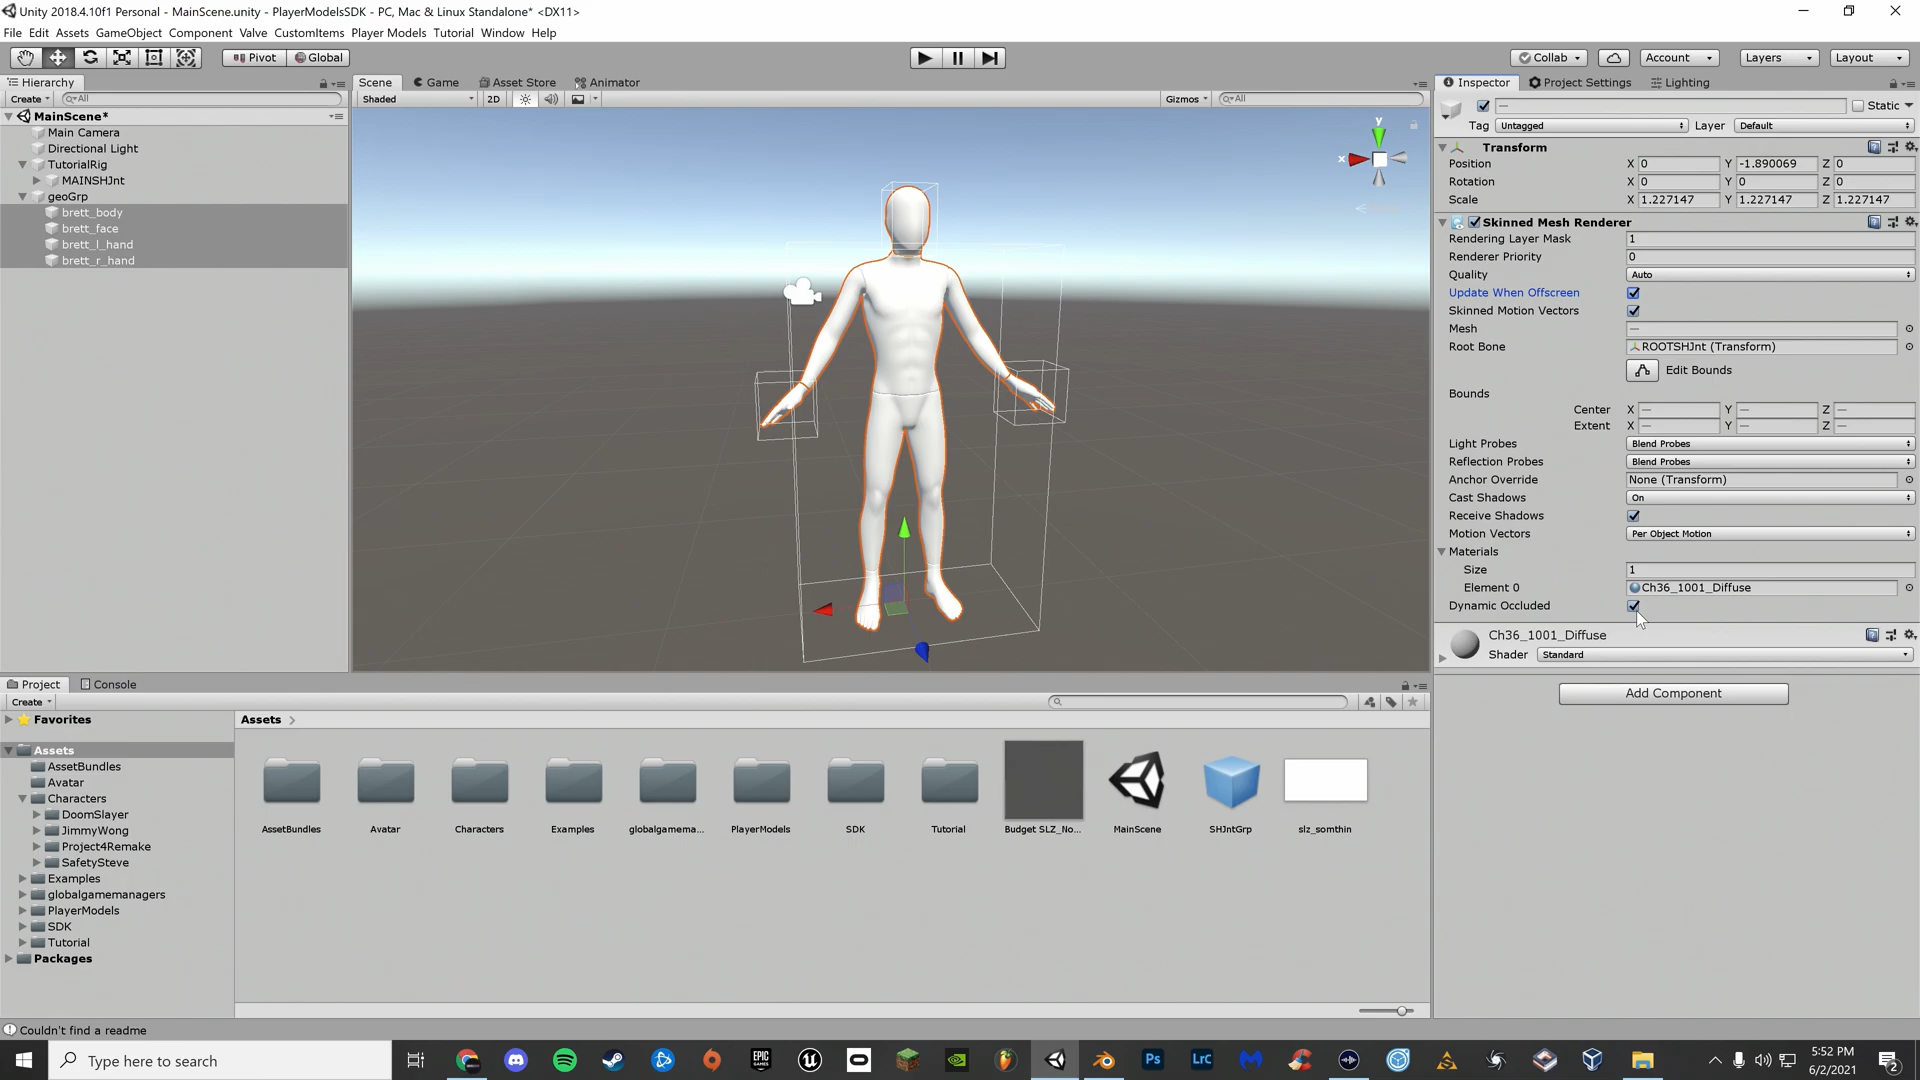 Unity 2018.4.10f1 Personal - MainScene.unity - PlayerModelsSDK - PC, Mac & Linux Standalone* <DX11>
File Edit Assets GameObject Component Valve CustomItems Player Models Tutorial Window Help
Pivot Global Collab Account Layers Layout
Hierarchy
Create All
MainScene*
Main Camera
Directional Light
TutorialRig
MAINSHJnt
geoGrp
brett_body
brett_face
brett_l_hand
brett_r_hand
Scene Game Asset Store Animator
Shaded 2D Gizmos All
y
x
Inspector Project Settings Lighting
— Static
Tag Untagged Layer Default
Transform
Position X 0 Y -1.890069 Z 0
Rotation X 0 Y 0 Z 0
Scale X 1.227147 Y 1.227147 Z 1.227147
Skinned Mesh Renderer
Rendering Layer Mask 1
Renderer Priority 0
Quality Auto
Update When Offscreen
Skinned Motion Vectors
Mesh —
Root Bone ROOTSHJnt (Transform)
Edit Bounds
Bounds
Center X — Y — Z —
Extent X — Y — Z —
Light Probes Blend Probes
Reflection Probes Blend Probes
Anchor Override None (Transform)
Cast Shadows On
Receive Shadows
Motion Vectors Per Object Motion
Materials
Size 1
Element 0 Ch36_1001_Diffuse
Dynamic Occluded
Ch36_1001_Diffuse
Shader Standard
Add Component
Project Console
Create
Favorites
Assets
AssetBundles
Avatar
Characters
DoomSlayer
JimmyWong
Project4Remake
SafetySteve
Examples
globalgamemanagers
PlayerModels
SDK
Tutorial
Packages
Assets
AssetBundles Avatar Characters Examples globalgamema... PlayerModels SDK Tutorial Budget SLZ_No... MainScene SHJntGrp slz_somthin
Couldn't find a readme
Type here to search
EPIC GAMES
Ps
LrC
5:52 PM
6/2/2021
2